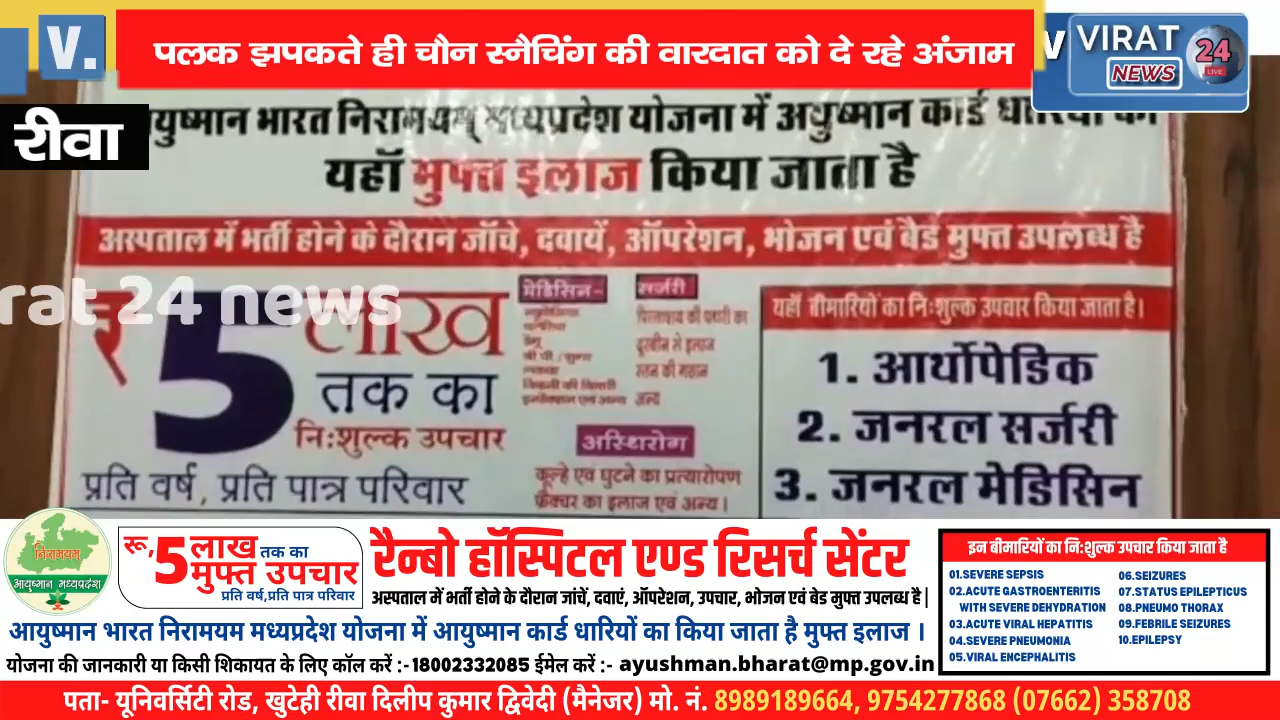 पलक झपकते ही चौन स्नैचिंग की वारदात को दे रहे अंजाम
V.
VIRAT 24
LIVE
NEWS
रीवा
युष्मान भारत निरामयम् मध्यप्रदेश योजना में अयुष्मान कार्ड
यहाँ मुफ्त इलाज किया जाता है
अस्पताल में भर्ती होने के दौरान जाँचे, दवायें, ऑपरेशन, भोजन एवं बैड मुफ्त उपलब्ध है
rat 24 news
₹ 5 लाख
तक का
नि:शुल्क उपचार
प्रति वर्ष, प्रति पात्र परिवार
मेडिसिन-
सर्जरी
की पथरी का
दूरबीन से इलाज
अन्य
अस्थिरोग
कूल्हे एवं घुटने का प्रत्यारोपण
फ्रैक्चर का इलाज एवं अन्य।
यहाँ बीमारियों का नि:शुल्क उपचार किया जाता है।
1. आर्थोपेडिक
2. जनरल सर्जरी
3. जनरल मेडिसिन
निरामयम
आयुष्मान मध्यप्रदेश
रू, 5 लाख तक का
मुफ्त उपचार
प्रति वर्ष,प्रति पात्र परिवार
रैन्बो हॉस्पिटल एण्ड रिसर्च सेंटर
अस्पताल में भर्ती होने के दौरान जांचें, दवाएं, ऑपरेशन, उपचार, भोजन एवं बेड मुफ्त उपलब्ध है|
आयुष्मान भारत निरामयम मध्यप्रदेश योजना में आयुष्मान कार्ड धारियों का किया जाता है मुफ्त इलाज ।
योजना की जानकारी या किसी शिकायत के लिए कॉल करें :-18002332085 ईमेल करें :- ayushman.bharat@mp.gov.in
इन बीमारियों का नि:शुल्क उपचार किया जाता है
01.SEVERE SEPSIS
02.ACUTE GASTROENTERITIS
WITH SEVERE DEHYDRATION
03.ACUTE VIRAL HEPATITIS
04.SEVERE PNEUMONIA
05.VIRAL ENCEPHALITIS
06.SEIZURES
07.STATUS EPILEPTICUS
08.PNEUMO THORAX
09.FEBRILE SEIZURES
10.EPILEPSY
पता- यूनिवर्सिटी रोड, खुटेही रीवा दिलीप कुमार द्विवेदी (मैनेजर) मो. नं. 8989189664, 9754277868 (07662) 358708